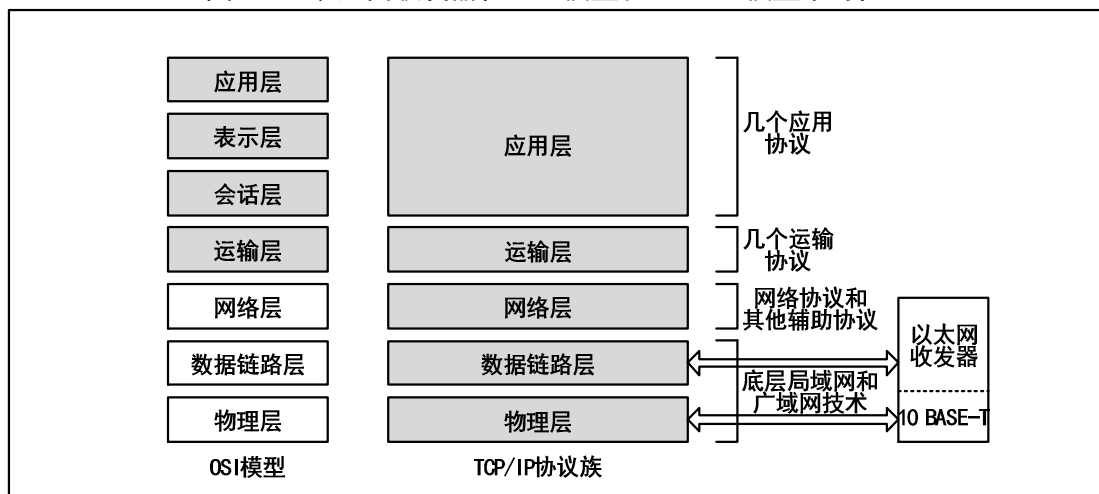 应用层
表示层
会话层
运输层
网络层
数据链路层
物理层
OSI模型
应用层
运输层
网络层
数据链路层
物理层
TCP/IP协议族
几个应用
协议
几个运输
协议
网络协议和
其他辅助协议
底层局域网和
广域网技术
以太网
收发器
10 BASE-T